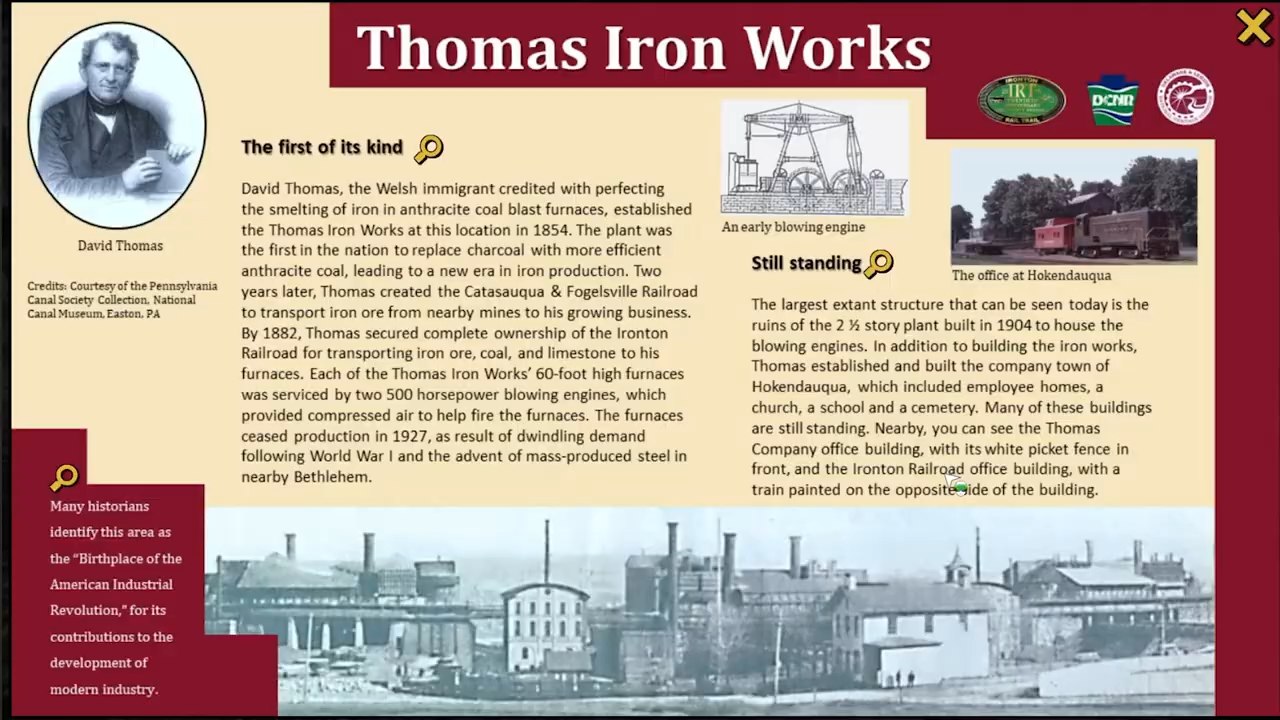 Thomas Iron Works
IRONTON
IRT
RAIL TRAIL
DCNR
David Thomas
Credits: Courtesy of the Pennsylvania
Canal Society Collection, National
Canal Museum, Easton, PA
The first of its kind
David Thomas, the Welsh immigrant credited with perfecting
the smelting of iron in anthracite coal blast furnaces, established
the Thomas Iron Works at this location in 1854. The plant was
the first in the nation to replace charcoal with more efficient
anthracite coal, leading to a new era in iron production. Two
years later, Thomas created the Catasauqua & Fogelsville Railroad
to transport iron ore from nearby mines to his growing business.
By 1882, Thomas secured complete ownership of the Ironton
Railroad for transporting iron ore, coal, and limestone to his
furnaces. Each of the Thomas Iron Works’ 60-foot high furnaces
was serviced by two 500 horsepower blowing engines, which
provided compressed air to help fire the furnaces. The furnaces
ceased production in 1927, as result of dwindling demand
following World War I and the advent of mass-produced steel in
nearby Bethlehem.
An early blowing engine
The office at Hokendauqua
Still standing
The largest extant structure that can be seen today is the
ruins of the 2 ½ story plant built in 1904 to house the
blowing engines. In addition to building the iron works,
Thomas established and built the company town of
Hokendauqua, which included employee homes, a
church, a school and a cemetery. Many of these buildings
are still standing. Nearby, you can see the Thomas
Company office building, with its white picket fence in
front, and the Ironton Railroad office building, with a
train painted on the opposite side of the building.
Many historians
identify this area as
the “Birthplace of the
American Industrial
Revolution,” for its
contributions to the
development of
modern industry.